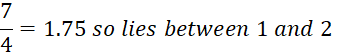 7/4 = 1.75 so lies between 1 and 2